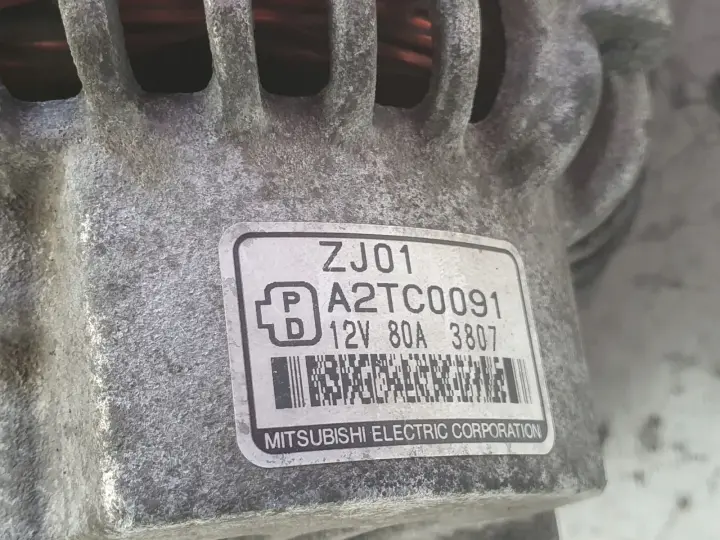 ZJ01
P A2TC0091
D 12V 80A 3807
MITSUBISHI ELECTRIC CORPORATION